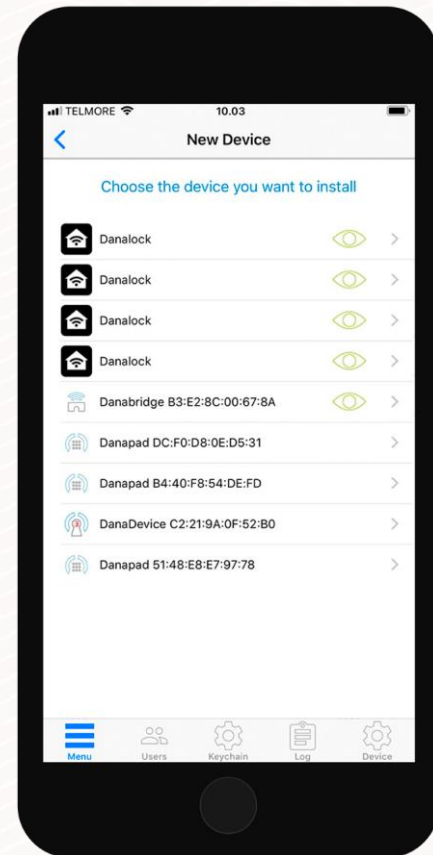 TELMORE 10.03
New Device
Choose the device you want to install
Danalock
Danalock
Danalock
Danalock
Danabridge B3:E2:8C:00:67:8A
Danapad DC:F0:D8:0E:D5:31
Danapad B4:40:F8:54:DE:FD
DanaDevice C2:21:9A:0F:52:B0
Danapad 51:48:E8:E7:97:78
Menu Users Keychain Log Device